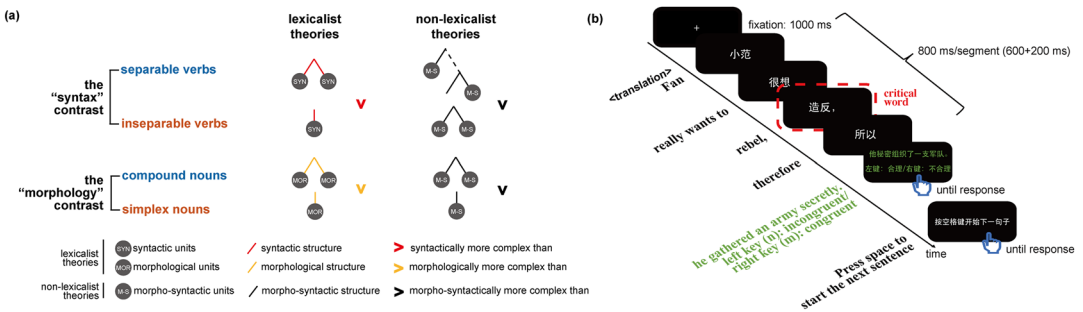 (a)
lexicalist
theories
non-lexicalist
theories
the
"syntax"
contrast
separable verbs
SYN SYN
M-S
M-S
inseparable verbs
SYN
M-S M-S
the
"morphology"
contrast
compound nouns
MOR MOR
M-S M-S
simplex nouns
MOR
M-S
lexicalist
theories
SYN syntactic units
syntactic structure
syntactically more complex than
MOR morphological units
morphological structure
morphologically more complex than
non-lexicalist
theories
M-S morpho-syntactic units
morpho-syntactic structure
morpho-syntactically more complex than
(b)
+
fixation: 1000 ms
小范
800 ms/segment (600+200 ms)
很想
造反，
critical
word
所以
他秘密组织了一支军队。
左键：合理/右键：不合理
until response
按空格键开始下一句子
until response
time
<translation>
Fan
really wants to
rebel,
therefore
he gathered an army secretly.
left key (n): incongruent/
right key (m): congruent
Press space to
start the next sentence